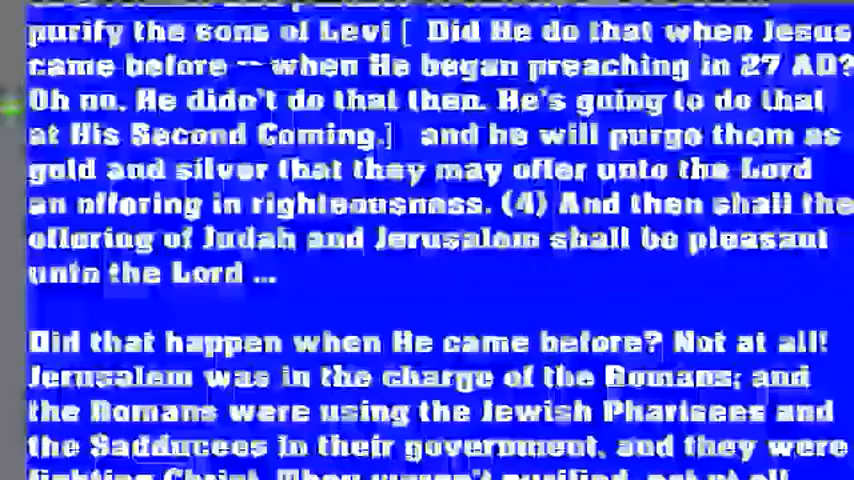 purify the sons of Levi [ Did He do that when Jesus
came before -- when He began preaching in 27 AD?
Oh no. He didn't do that then. He's going to do that
at His Second Coming.] and he will purge them as
gold and silver that they may offer unto the Lord
an offering in righteousness. (4) And then shall the
offering of Judah and Jerusalem shall be pleasant
unto the Lord ...
Did that happen when He came before? Not at all!
Jerusalem was in the charge of the Romans; and
the Romans were using the Jewish Pharisees and
the Sadducees in their government, and they were
fighting Christ. They weren't purified, not at all